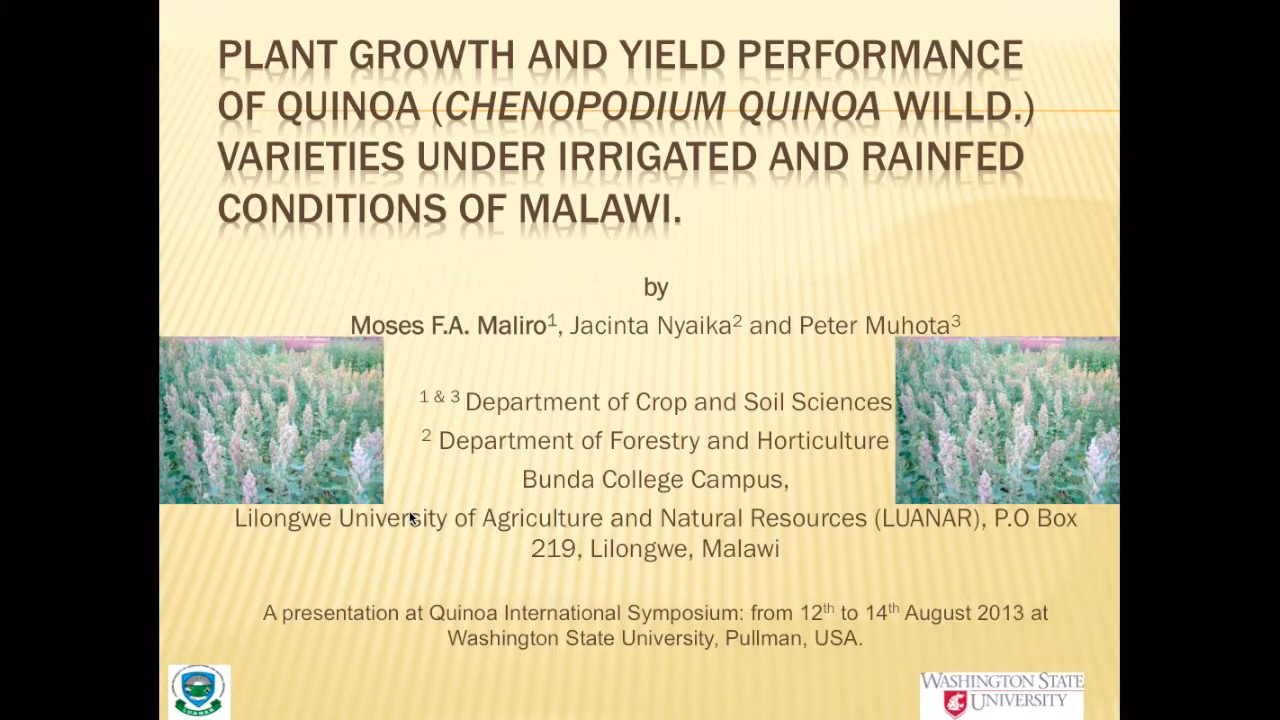 PLANT GROWTH AND YIELD PERFORMANCE
OF QUINOA (CHENOPODIUM QUINOA WILLD.)
VARIETIES UNDER IRRIGATED AND RAINFED
CONDITIONS OF MALAWI.
by
Moses F.A. Maliro1, Jacinta Nyaika2 and Peter Muhota3
1 & 3 Department of Crop and Soil Sciences
2 Department of Forestry and Horticulture
Bunda College Campus,
Lilongwe University of Agriculture and Natural Resources (LUANAR), P.O Box
219, Lilongwe, Malawi
A presentation at Quinoa International Symposium: from 12th to 14th August 2013 at
Washington State University, Pullman, USA.
LUANAR
WASHINGTON STATE
UNIVERSITY